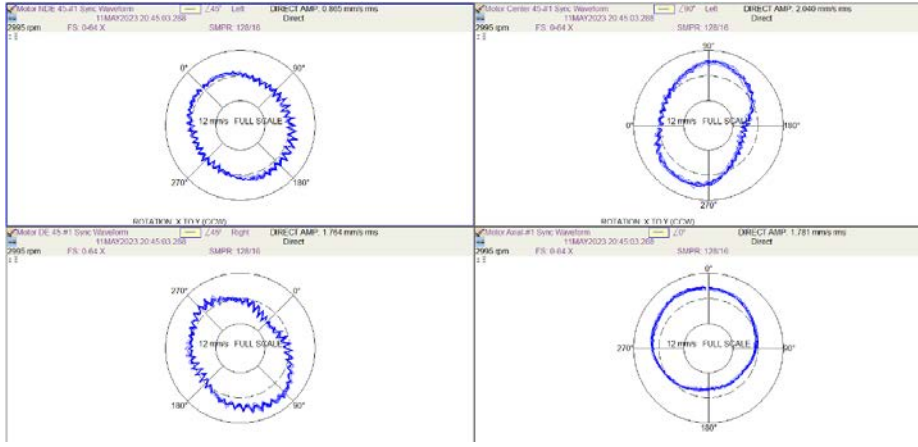 Motor NDE 45-#1 Sync Waveform ∠45° Left DIRECT AMP: 0.865 mm/s rms
11MAY2023 20:45:03.268 Direct
2995 rpm FS: 0-64 X SMPR: 128/16
0° 90°
12 mm/s FULL SCALE
270° 180°
ROTATION: X TO Y (CCW)
Motor Center 45-#1 Sync Waveform ∠90° Left DIRECT AMP: 2.040 mm/s rms
11MAY2023 20:45:03.268 Direct
2995 rpm FS: 0-64 X SMPR: 128/16
90°
0° 12 mm/s FULL SCALE 180°
270°
ROTATION: X TO Y (CCW)
Motor DE 45-#1 Sync Waveform ∠45° Right DIRECT AMP: 1.764 mm/s rms
11MAY2023 20:45:03.268 Direct
2995 rpm FS: 0-64 X SMPR: 128/16
270° 0°
12 mm/s FULL SCALE
180° 90°
Motor Axial-#1 Sync Waveform ∠0° DIRECT AMP: 1.781 mm/s rms
11MAY2023 20:45:03.268 Direct
2995 rpm FS: 0-64 X SMPR: 128/16
0°
270° 12 mm/s FULL SCALE 90°
180°